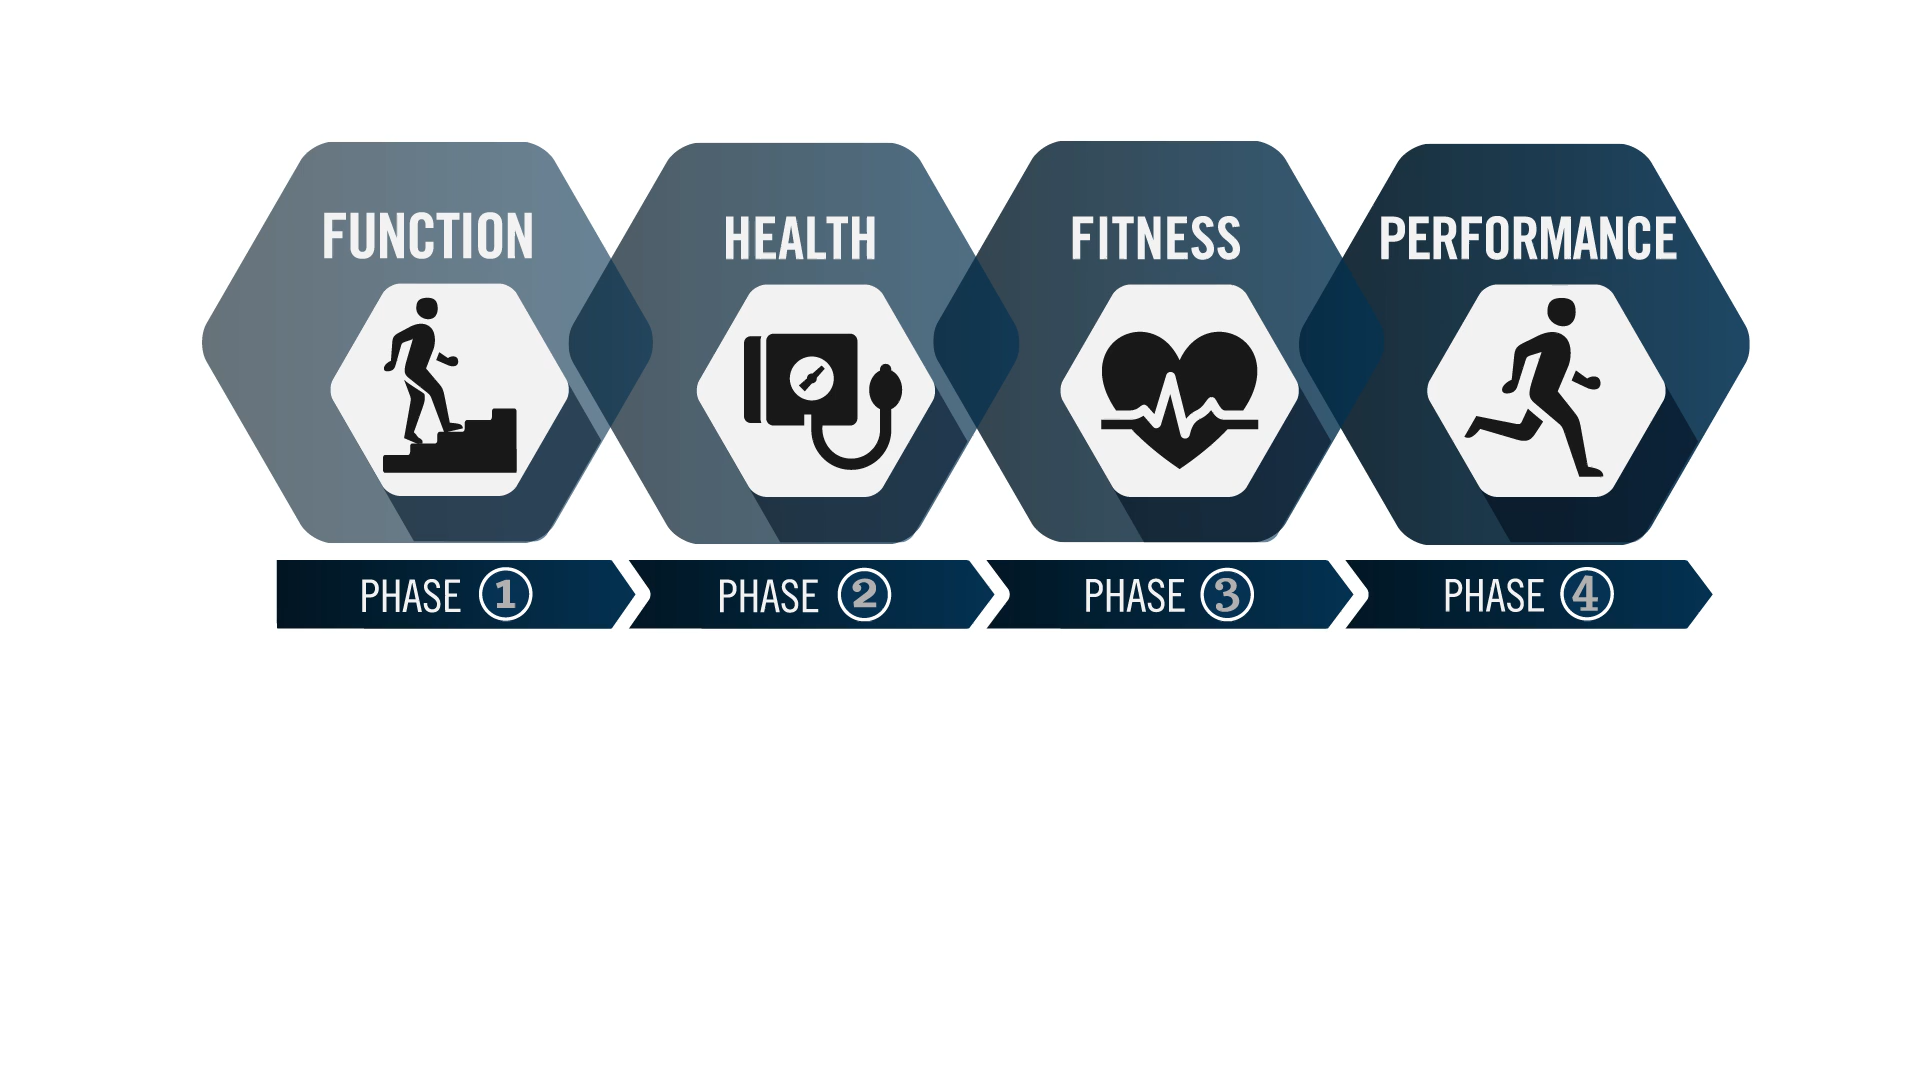 FUNCTION
HEALTH
FITNESS
PERFORMANCE
PHASE 1
PHASE 2
PHASE 3
PHASE 4